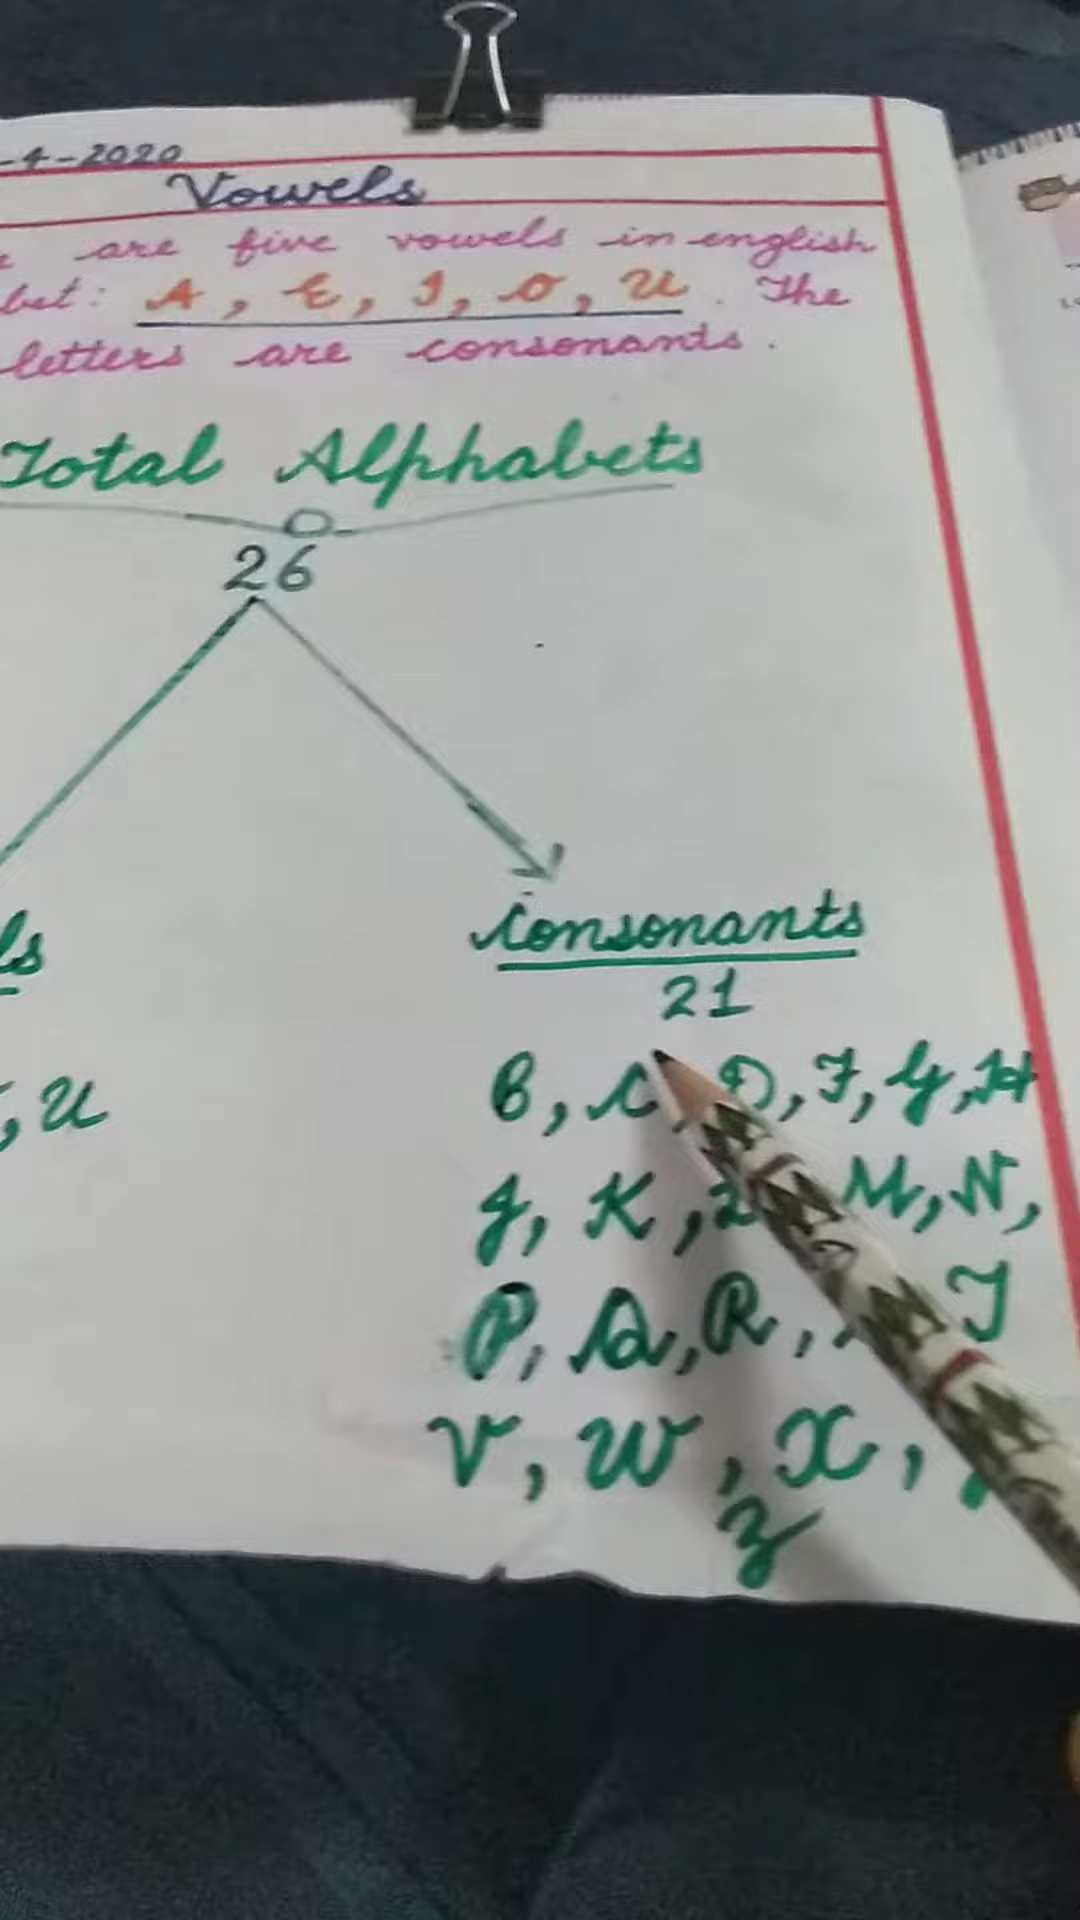 -4-2020
Vowels
are five vowels in english
bet: A, E, I, O, U. The
letters are consonants.
Total Alphabets
26
ls
Consonants
21
, U
B, C, D, F, G, H
J, K, L, M, N,
P, Q, R, T
V, W, X,
Z